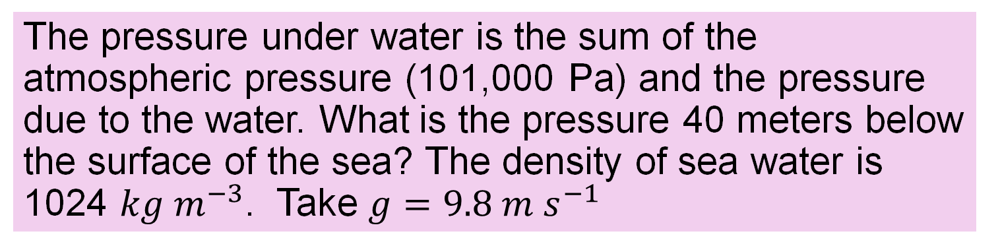 The pressure under water is the sum of the
atmospheric pressure (101,000 Pa) and the pressure
due to the water. What is the pressure 40 meters below
the surface of the sea? The density of sea water is
1024 kg m⁻³. Take g = 9.8 m s⁻¹